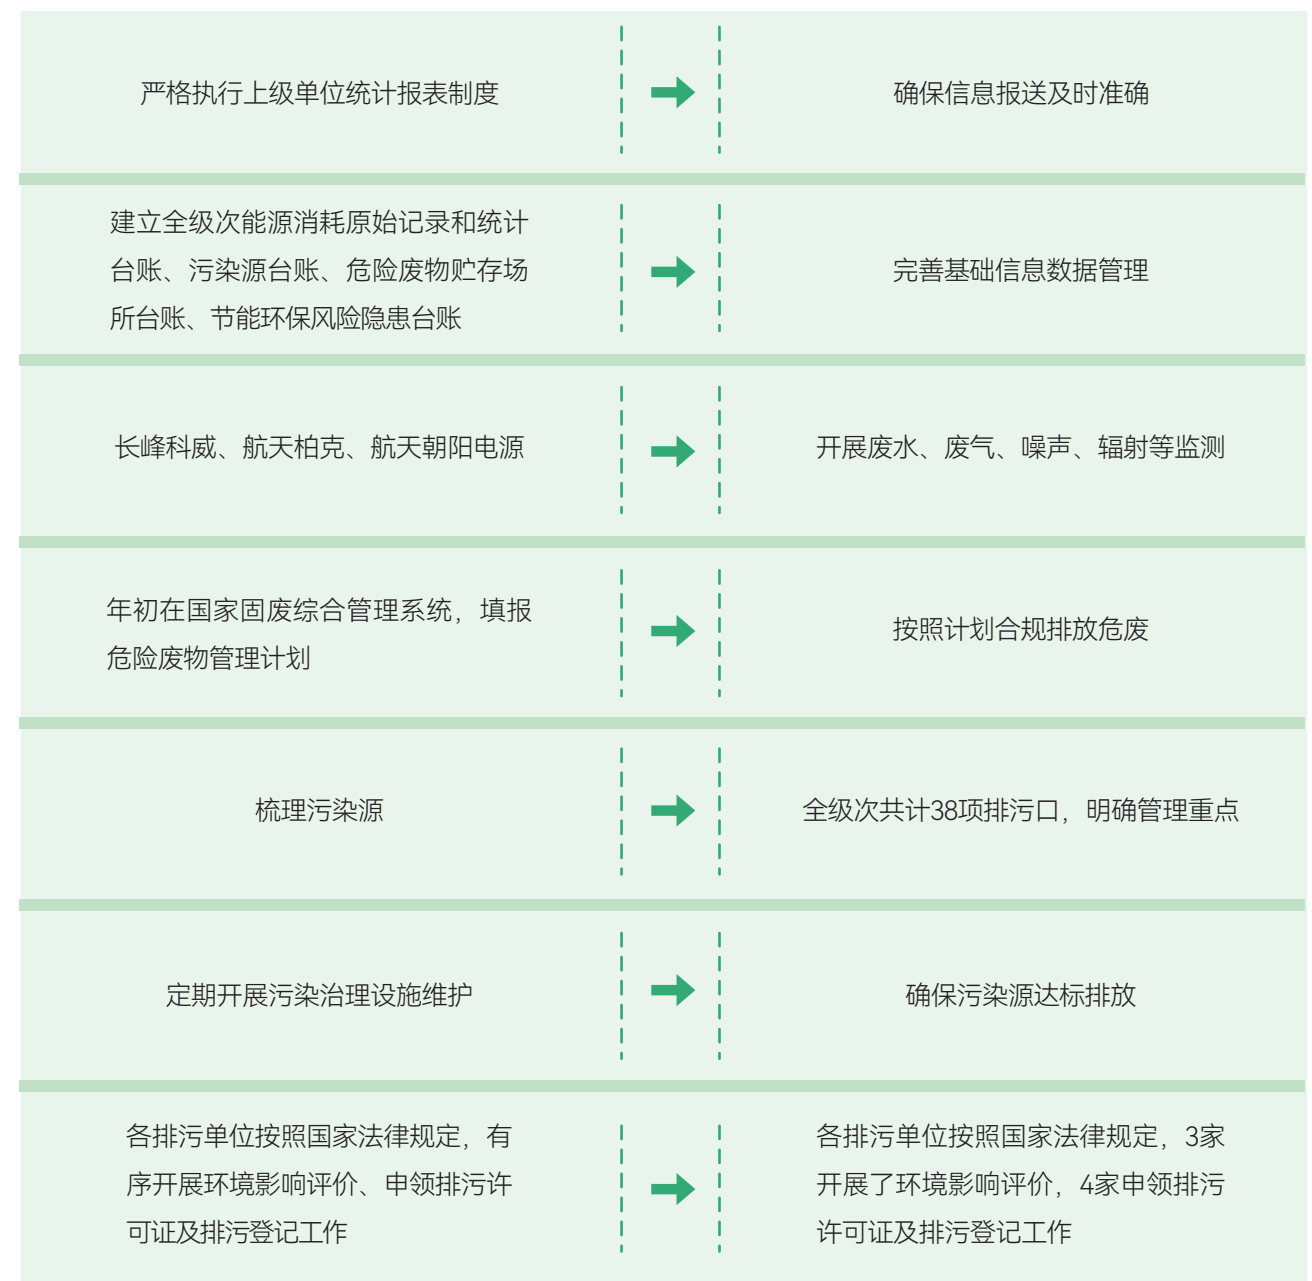 严格执行上级单位统计报表制度
确保信息报送及时准确
建立全级次能源消耗原始记录和统计
台账、污染源台账、危险废物贮存场
所台账、节能环保风险隐患台账
完善基础信息数据管理
长峰科威、航天柏克、航天朝阳电源
开展废水、废气、噪声、辐射等监测
年初在国家固废综合管理系统，填报
危险废物管理计划
按照计划合规排放危废
梳理污染源
全级次共计38项排污口，明确管理重点
定期开展污染治理设施维护
确保污染源达标排放
各排污单位按照国家法律规定，有
序开展环境影响评价、申领排污许
可证及排污登记工作
各排污单位按照国家法律规定，3家
开展了环境影响评价，4家申领排污
许可证及排污登记工作